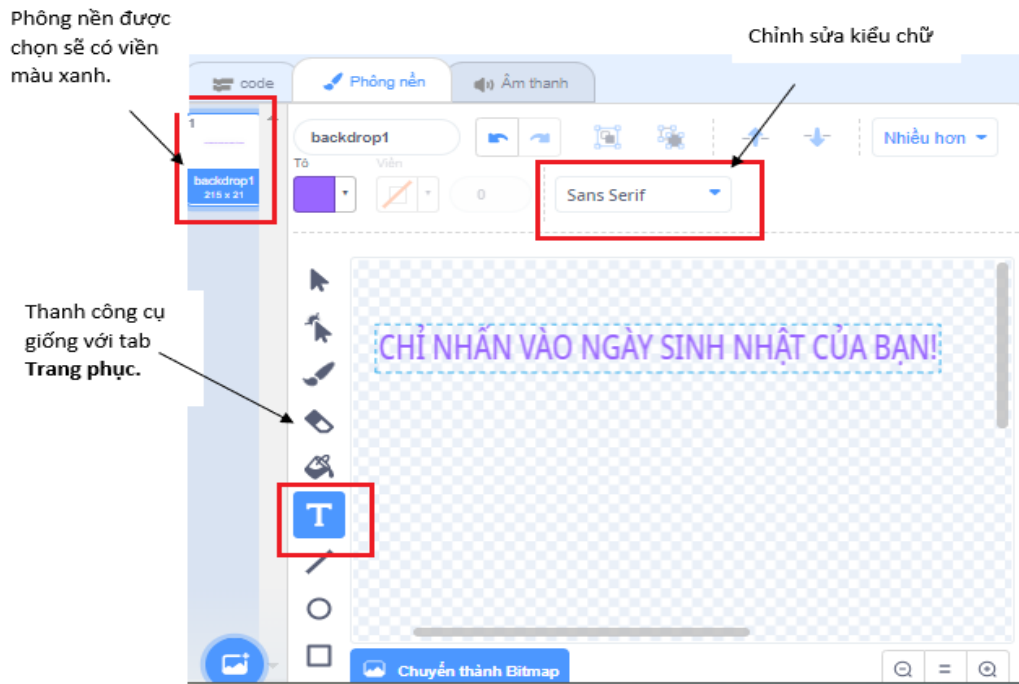 Phông nền được
chọn sẽ có viền
màu xanh.
Chỉnh sửa kiểu chữ
code
Phông nền
Âm thanh
1
backdrop1
215 x 21
backdrop1
Nhiều hơn
Tô
Viền
0
Sans Serif
Thanh công cụ
giống với tab
Trang phục.
CHỈ NHẤN VÀO NGÀY SINH NHẬT CỦA BẠN!
T
Chuyển thành Bitmap
=